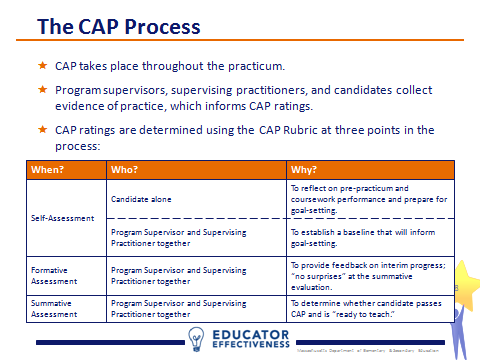 The CAP Process
CAP takes place throughout the practicum.
Program supervisors, supervising practitioners, and candidates collect
evidence of practice, which informs CAP ratings.
CAP ratings are determined using the CAP Rubric at three points in the
process:
When? Who? Why?
Self-Assessment
Candidate alone
To reflect on pre-practicum and
coursework performance and prepare for
goal-setting.
Program Supervisor and Supervising
Practitioner together
To establish a baseline that will inform
goal-setting.
Formative
Assessment
Program Supervisor and Supervising
Practitioner together
To provide feedback on interim progress;
"no surprises" at the summative
evaluation.
Summative
Assessment
Program Supervisor and Supervising
Practitioner together
To determine whether candidate passes
CAP and is "ready to teach."
EDUCATOR
EFFECTIVENESS
Massachusetts Department of Elementary & Secondary Education